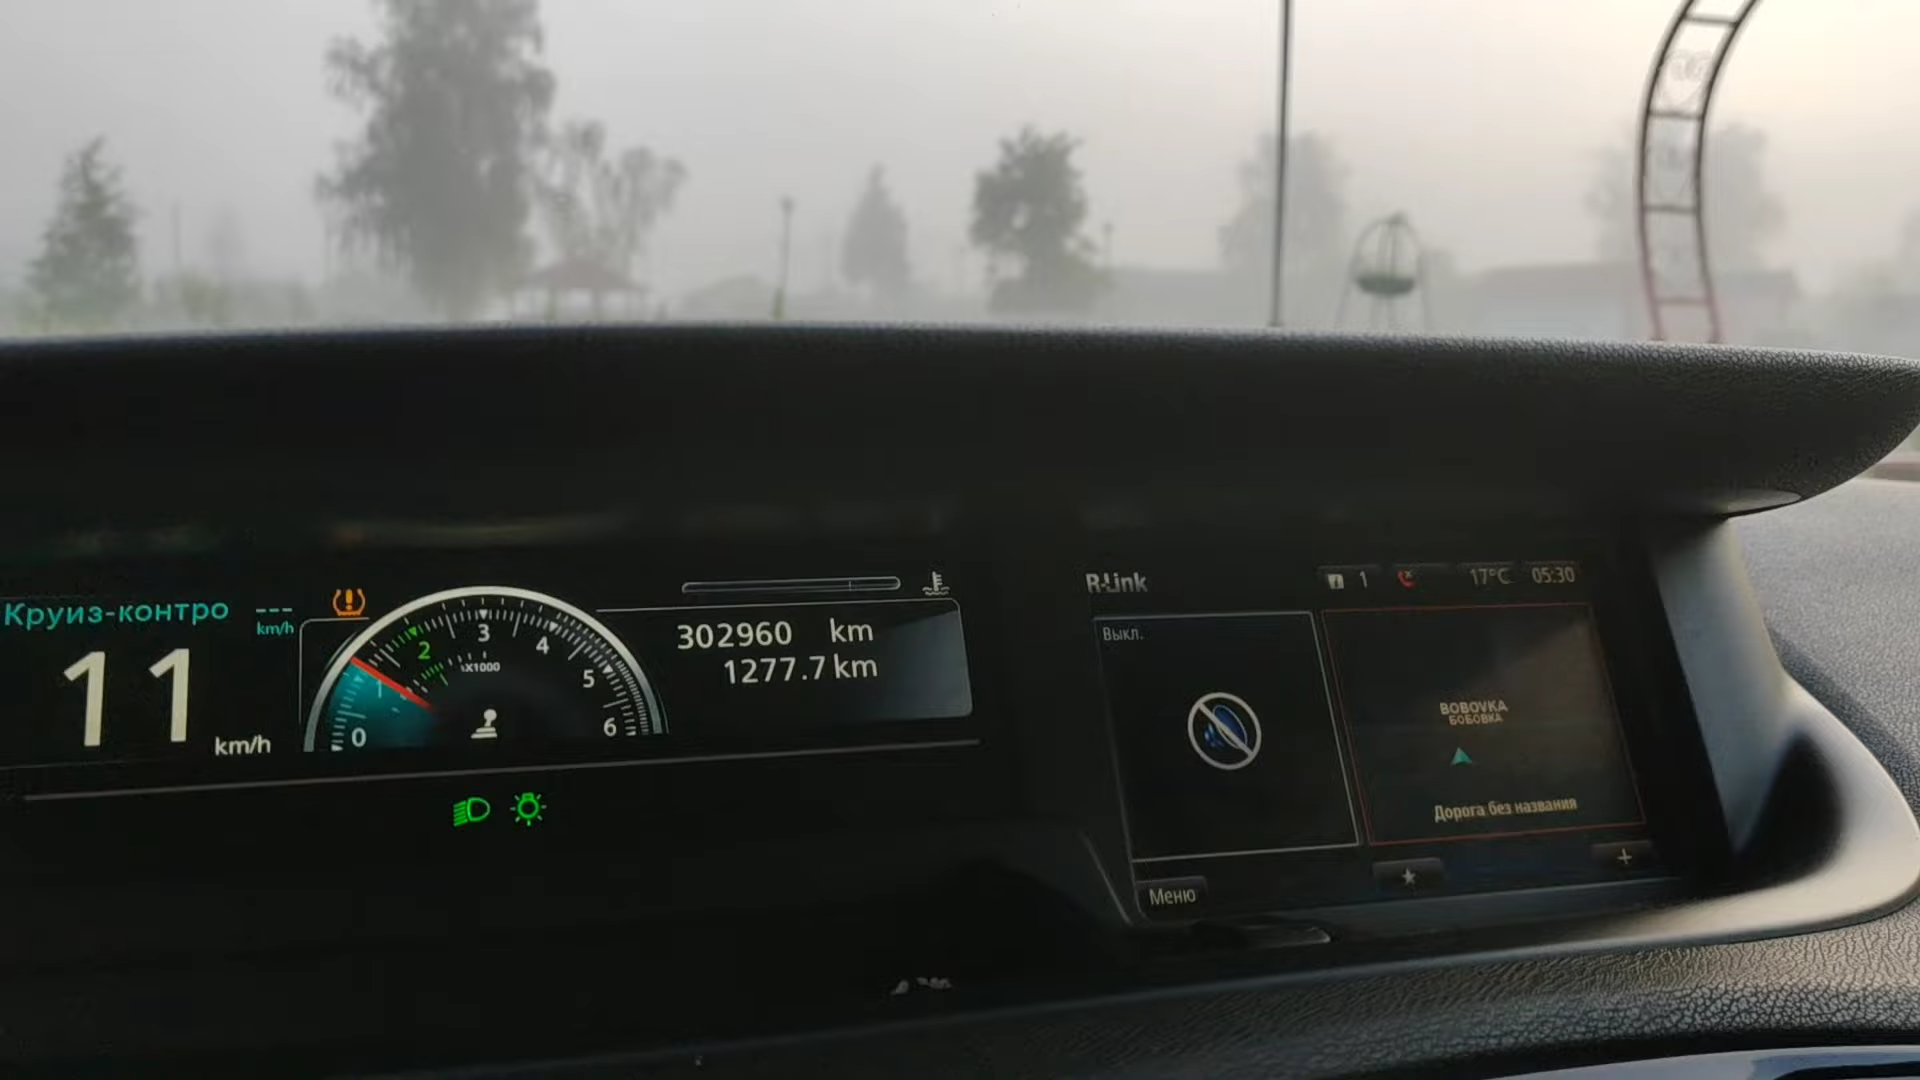 Круиз-контро
---
km/h
11
km/h
0
1
2
3
4
5
6
X1000
302960 km
1277.7 km
R-Link
1
17°C
05:30
Выкл.
BOBOVKA
БОБОВКА
Дорога без названия
Меню